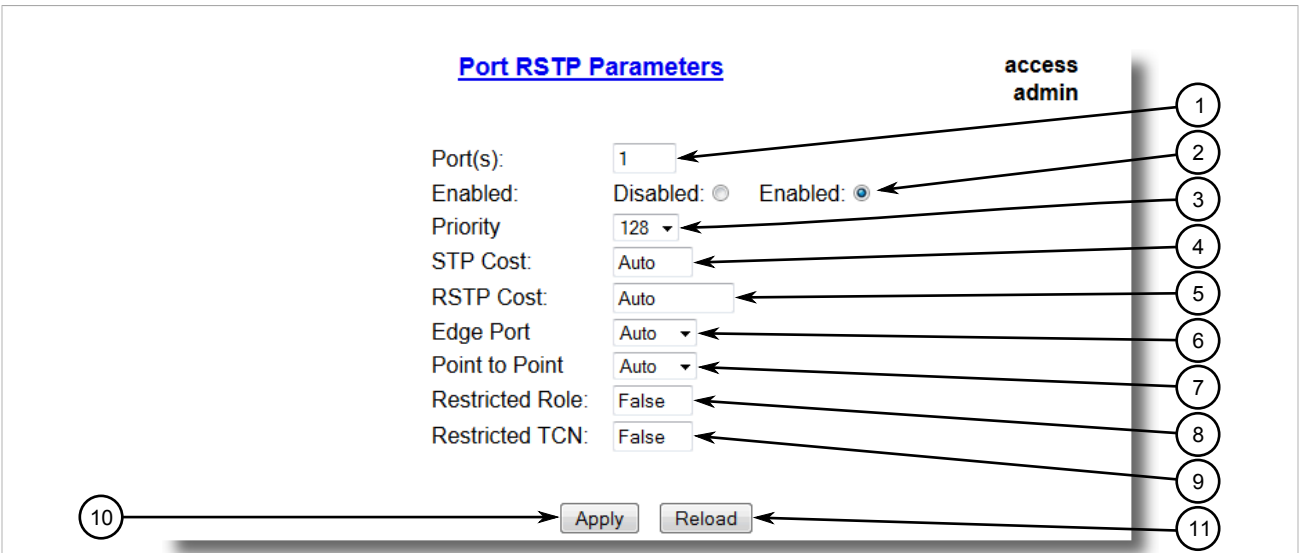 Port RSTP Parameters
access
admin
Port(s): 1
Enabled: Disabled: Enabled:
Priority 128
STP Cost: Auto
RSTP Cost: Auto
Edge Port Auto
Point to Point Auto
Restricted Role: False
Restricted TCN: False
Apply Reload
1
2
3
4
5
6
7
8
9
10
11